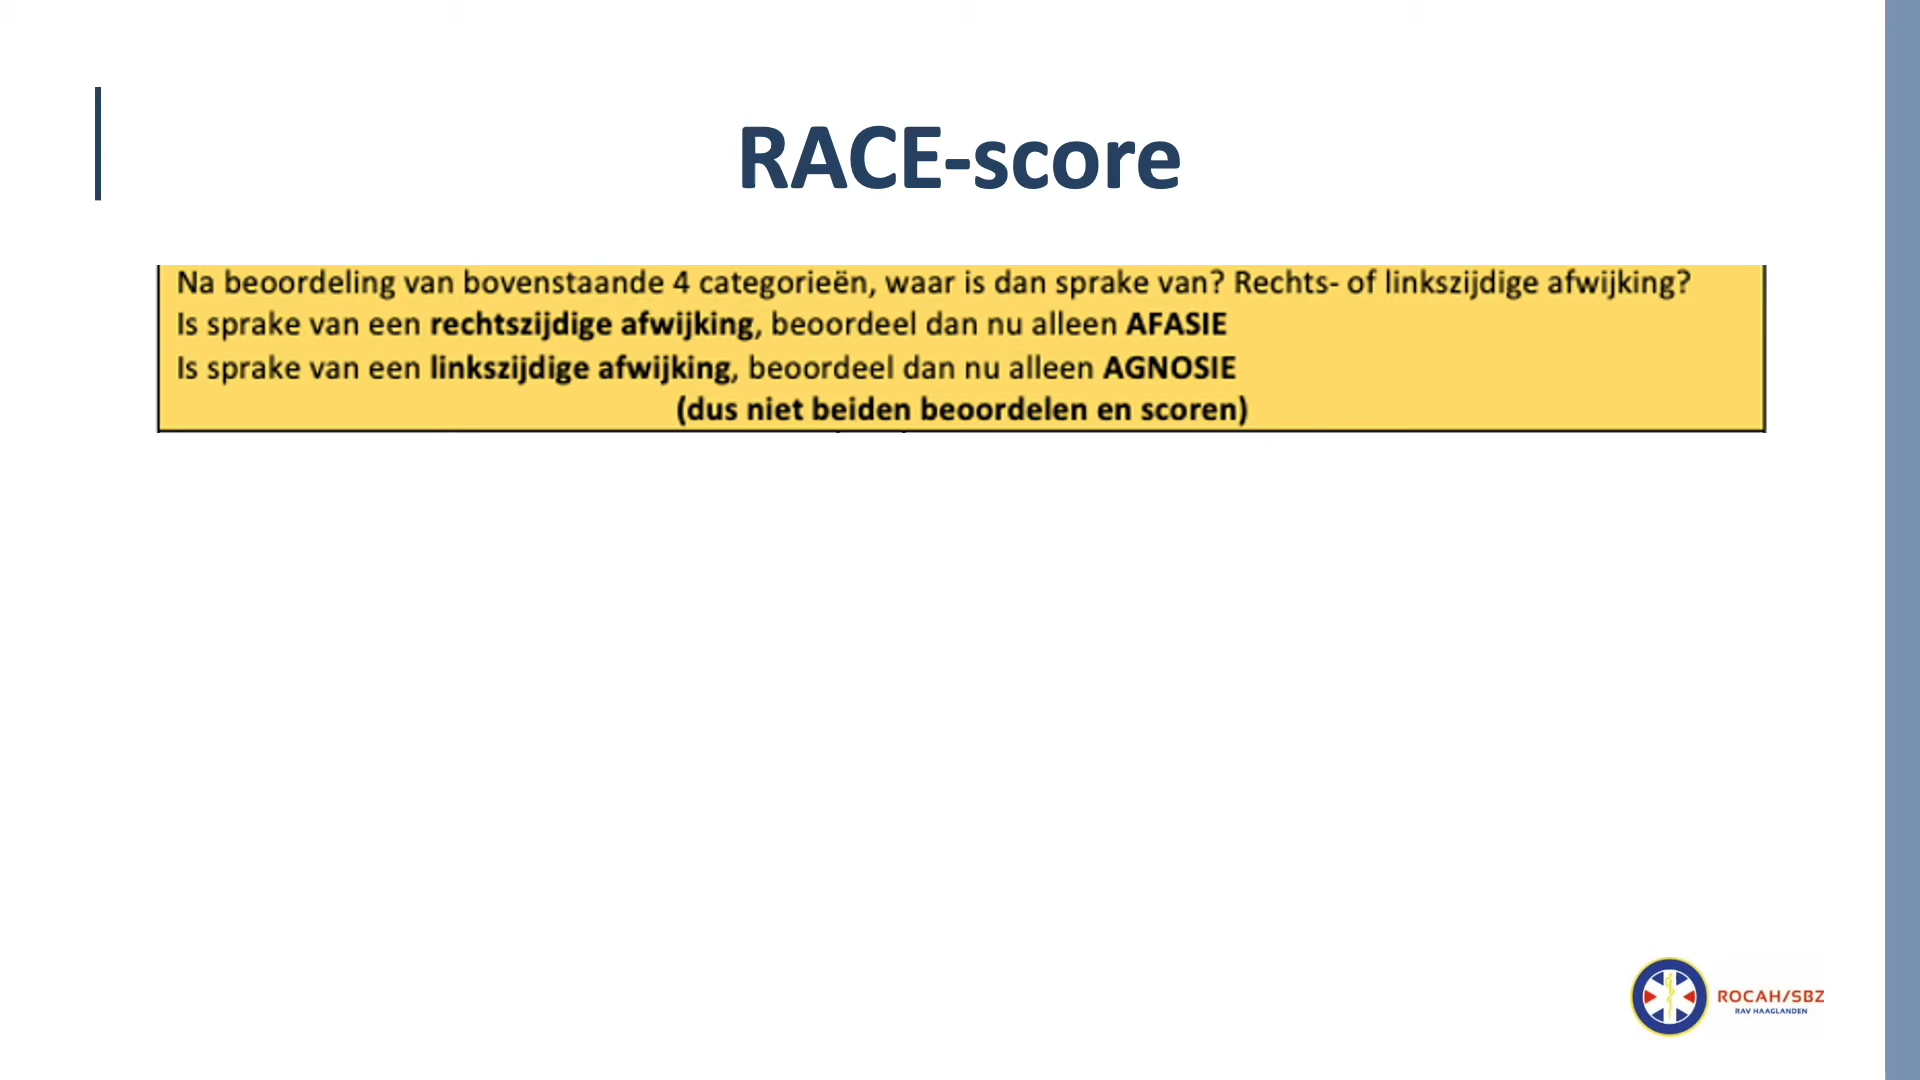 RACE-score
Na beoordeling van bovenstaande 4 categorieën, waar is dan sprake van? Rechts- of linkszijdige afwijking?
Is sprake van een rechtszijdige afwijking, beoordeel dan nu alleen AFASIE
Is sprake van een linkszijdige afwijking, beoordeel dan nu alleen AGNOSIE
(dus niet beiden beoordelen en scoren)
ROCAH/SBZ
RAV HAAGLANDEN